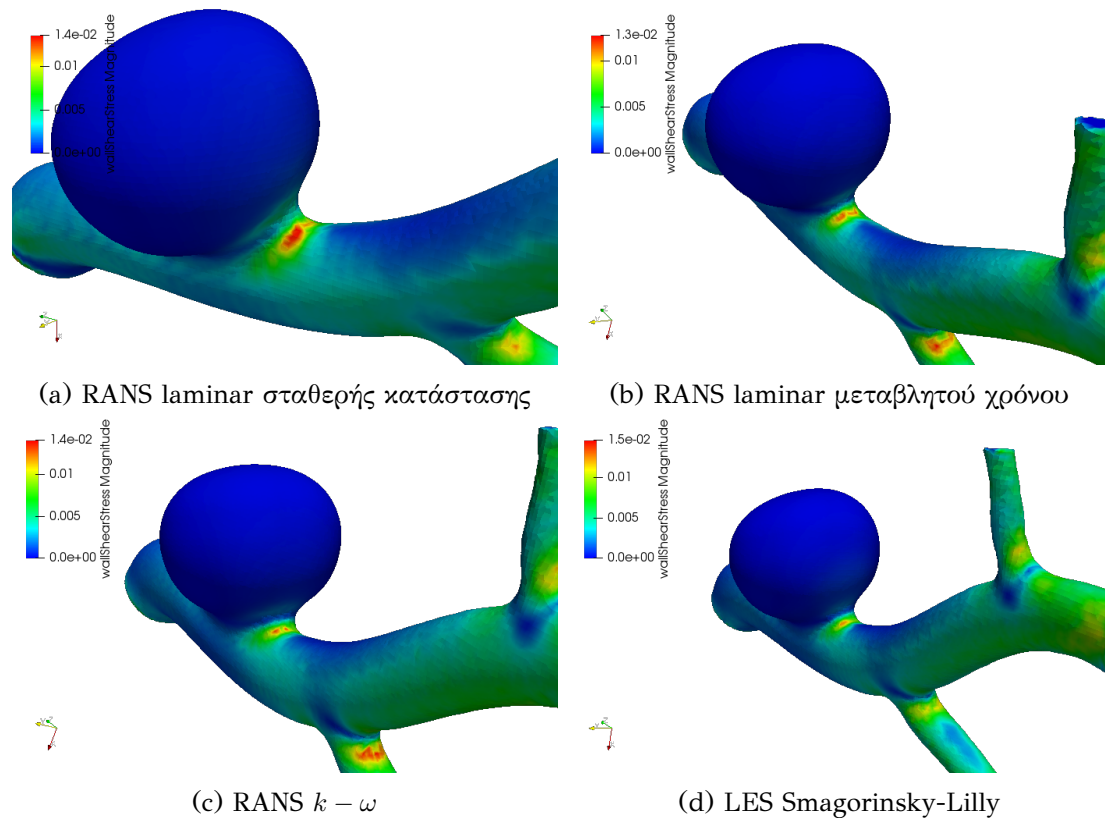 1.4e-02
0.01
0.005
0.0e+00
wallShearStress Magnitude
1.3e-02
0.01
0.005
0.0e+00
wallShearStress Magnitude
(a) RANS laminar σταθερής κατάστασης
(b) RANS laminar μεταβλητού χρόνου
1.4e-02
0.01
0.005
0.0e+00
wallShearStress Magnitude
1.5e-02
0.01
0.005
0.0e+00
wallShearStress Magnitude
(c) RANS k − ω
(d) LES Smagorinsky-Lilly